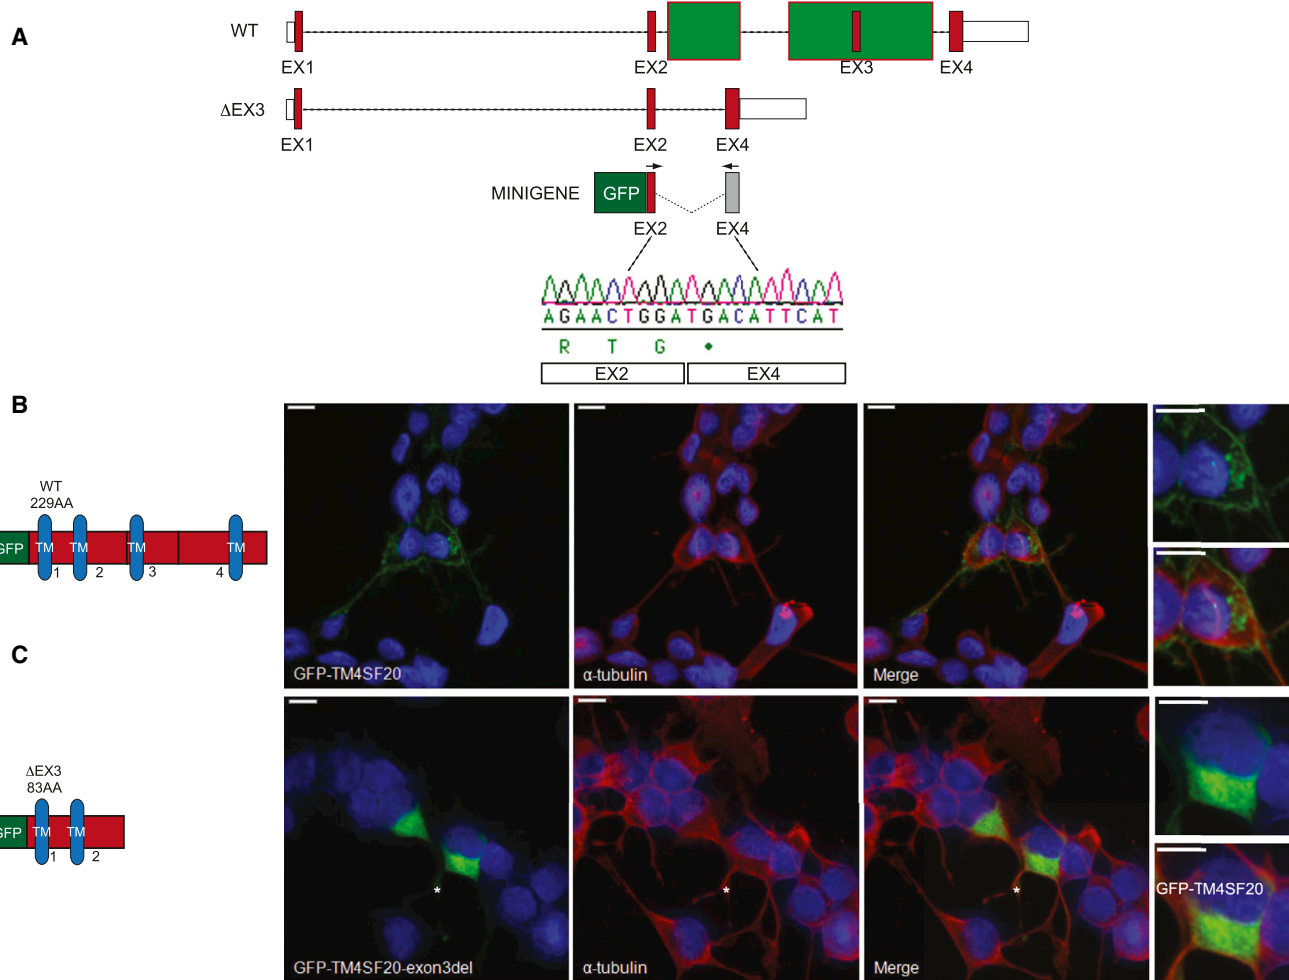 A
WT
EX1
EX2
EX3
EX4
ΔEX3
EX1
EX2
EX4
MINIGENE
GFP
EX2
EX4
AGAACTGGATGACATTCAT
R T G
EX2
EX4
B
WT
229AA
GFP
TM
TM
TM
TM
1
2
3
4
GFP-TM4SF20
α-tubulin
Merge
C
ΔEX3
83AA
GFP
TM
TM
1
2
GFP-TM4SF20-exon3del
*
α-tubulin
*
Merge
*
GFP-TM4SF20